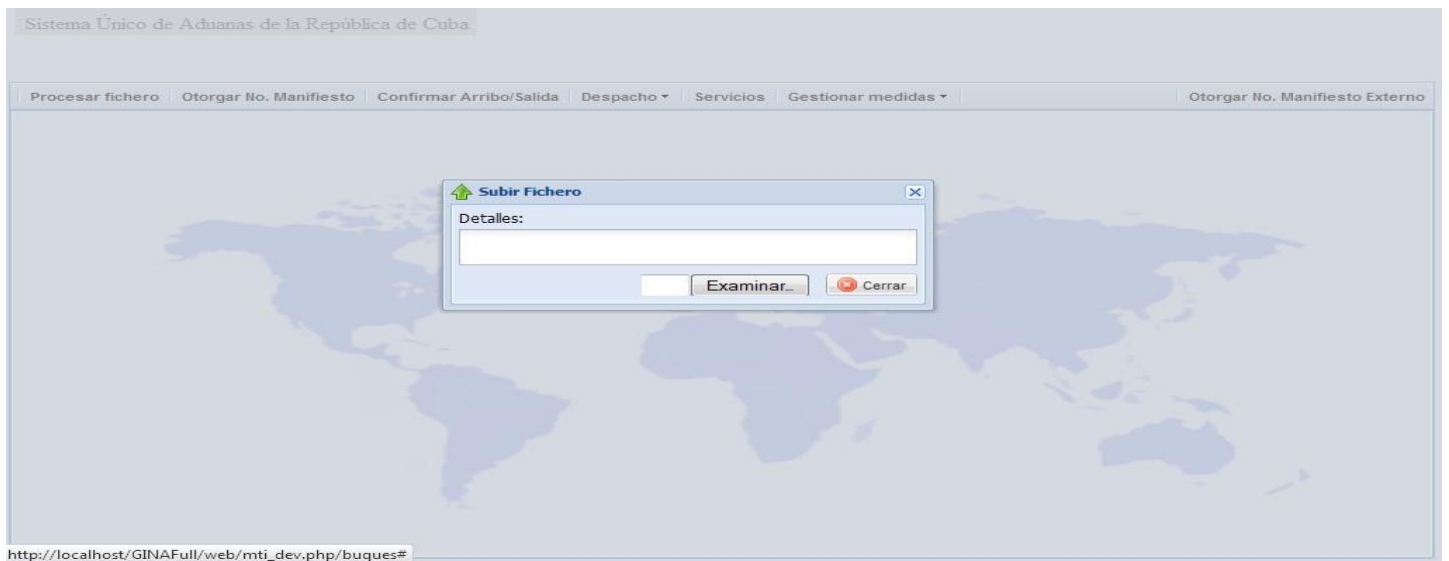 Sistema Único de Aduanas de la República de Cuba
Procesar fichero Otorgar No. Manifiesto Confirmar Arribo/Salida Despacho Servicios Gestionar medidas Otorgar No. Manifiesto Externo
Subir Fichero
Detalles:
Examinar... Cerrar
http://localhost/GINAFull/web/mti_dev.php/buques#